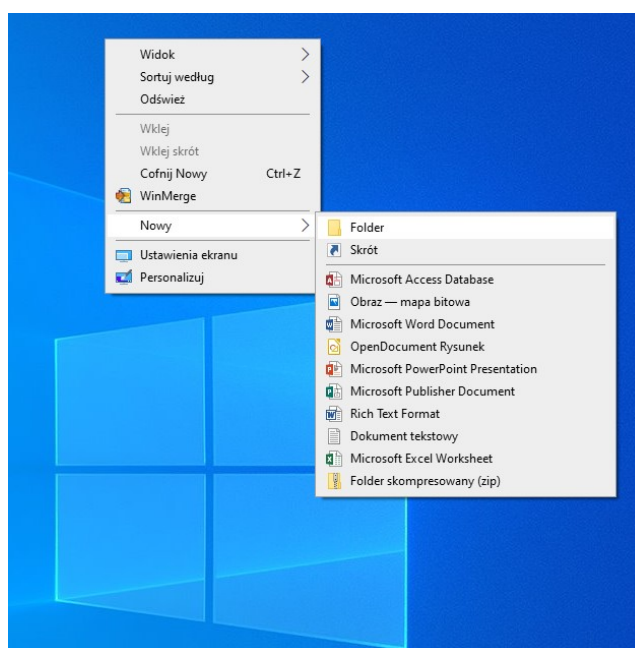 Widok
Sortuj według
Odśwież
Wklej
Wklej skrót
Cofnij Nowy Ctrl+Z
WinMerge
Nowy
Ustawienia ekranu
Personalizuj
Folder
Skrót
Microsoft Access Database
Obraz — mapa bitowa
Microsoft Word Document
OpenDocument Rysunek
Microsoft PowerPoint Presentation
Microsoft Publisher Document
Rich Text Format
Dokument tekstowy
Microsoft Excel Worksheet
Folder skompresowany (zip)